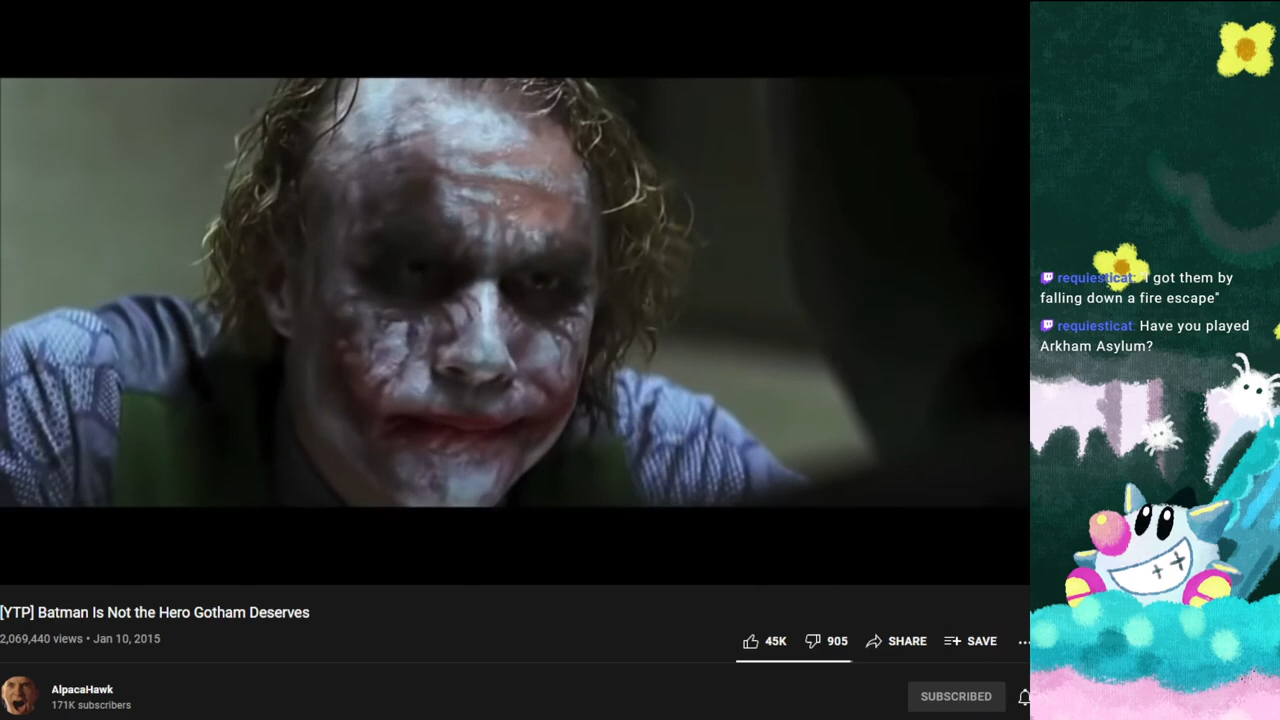 requiesticat: "I got them by
falling down a fire escape"
requiesticat: Have you played
Arkham Asylum?
[YTP] Batman Is Not the Hero Gotham Deserves
2,069,440 views • Jan 10, 2015
45K 905 SHARE SAVE ...
AlpacaHawk
171K subscribers
SUBSCRIBED